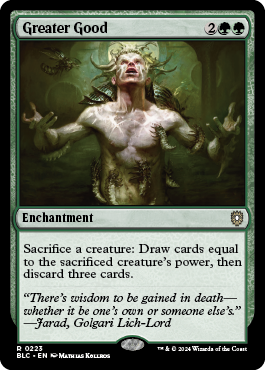 Greater Good 2
Enchantment
Sacrifice a creature: Draw cards equal
to the sacrificed creature's power, then
discard three cards.
“There's wisdom to be gained in death—
whether it be one's own or someone else's.”
—Jarad, Golgari Lich-Lord
R 0223
BLC • EN Mathias Kollros
™ & © 2024 Wizards of the Coast